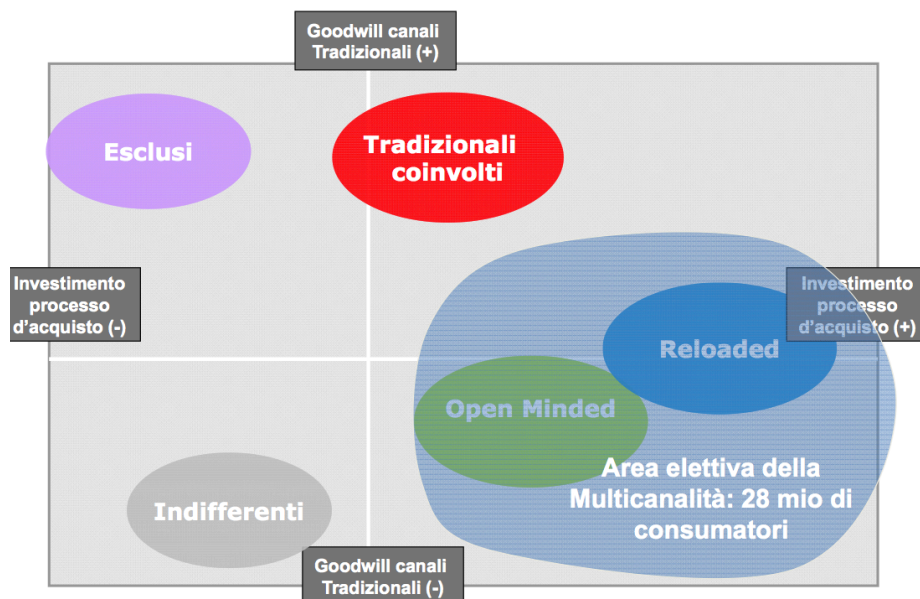 Goodwill canali
Tradizionali (+)
Esclusi
Tradizionali
coinvolti
Investimento
processo
d'acquisto (-)
Investimento
processo
d'acquisto (+)
Reloaded
Open Minded
Area elettiva della
Multicanalità: 28 mio di
consumatori
Indifferenti
Goodwill canali
Tradizionali (-)